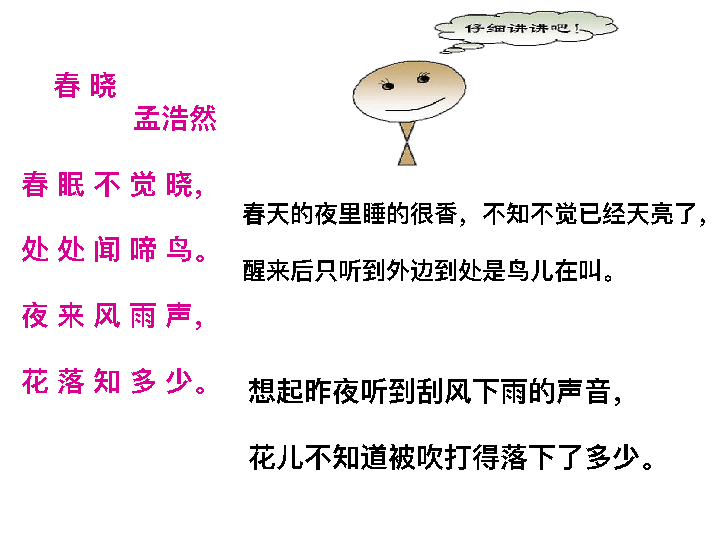 仔细讲讲吧！
春 晓
孟浩然
春 眠 不 觉 晓，
处 处 闻 啼 鸟。
夜 来 风 雨 声，
花 落 知 多 少。
春天的夜里睡的很香，不知不觉已经天亮了，
醒来后只听到外边到处是鸟儿在叫。
想起昨夜听到刮风下雨的声音，
花儿不知道被吹打得落下了多少。